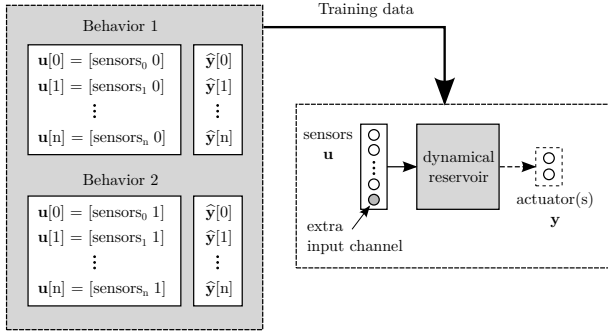 Behavior 1
u[0] = [sensors₀ 0] ŷ[0]
u[1] = [sensors₁ 0] ŷ[1]
⋮ ⋮
u[n] = [sensorsₙ 0] ŷ[n]
Behavior 2
u[0] = [sensors₀ 1] ŷ[0]
u[1] = [sensors₁ 1] ŷ[1]
⋮ ⋮
u[n] = [sensorsₙ 1] ŷ[n]
Training data
sensors
u
extra
input channel
dynamical
reservoir
actuator(s)
y